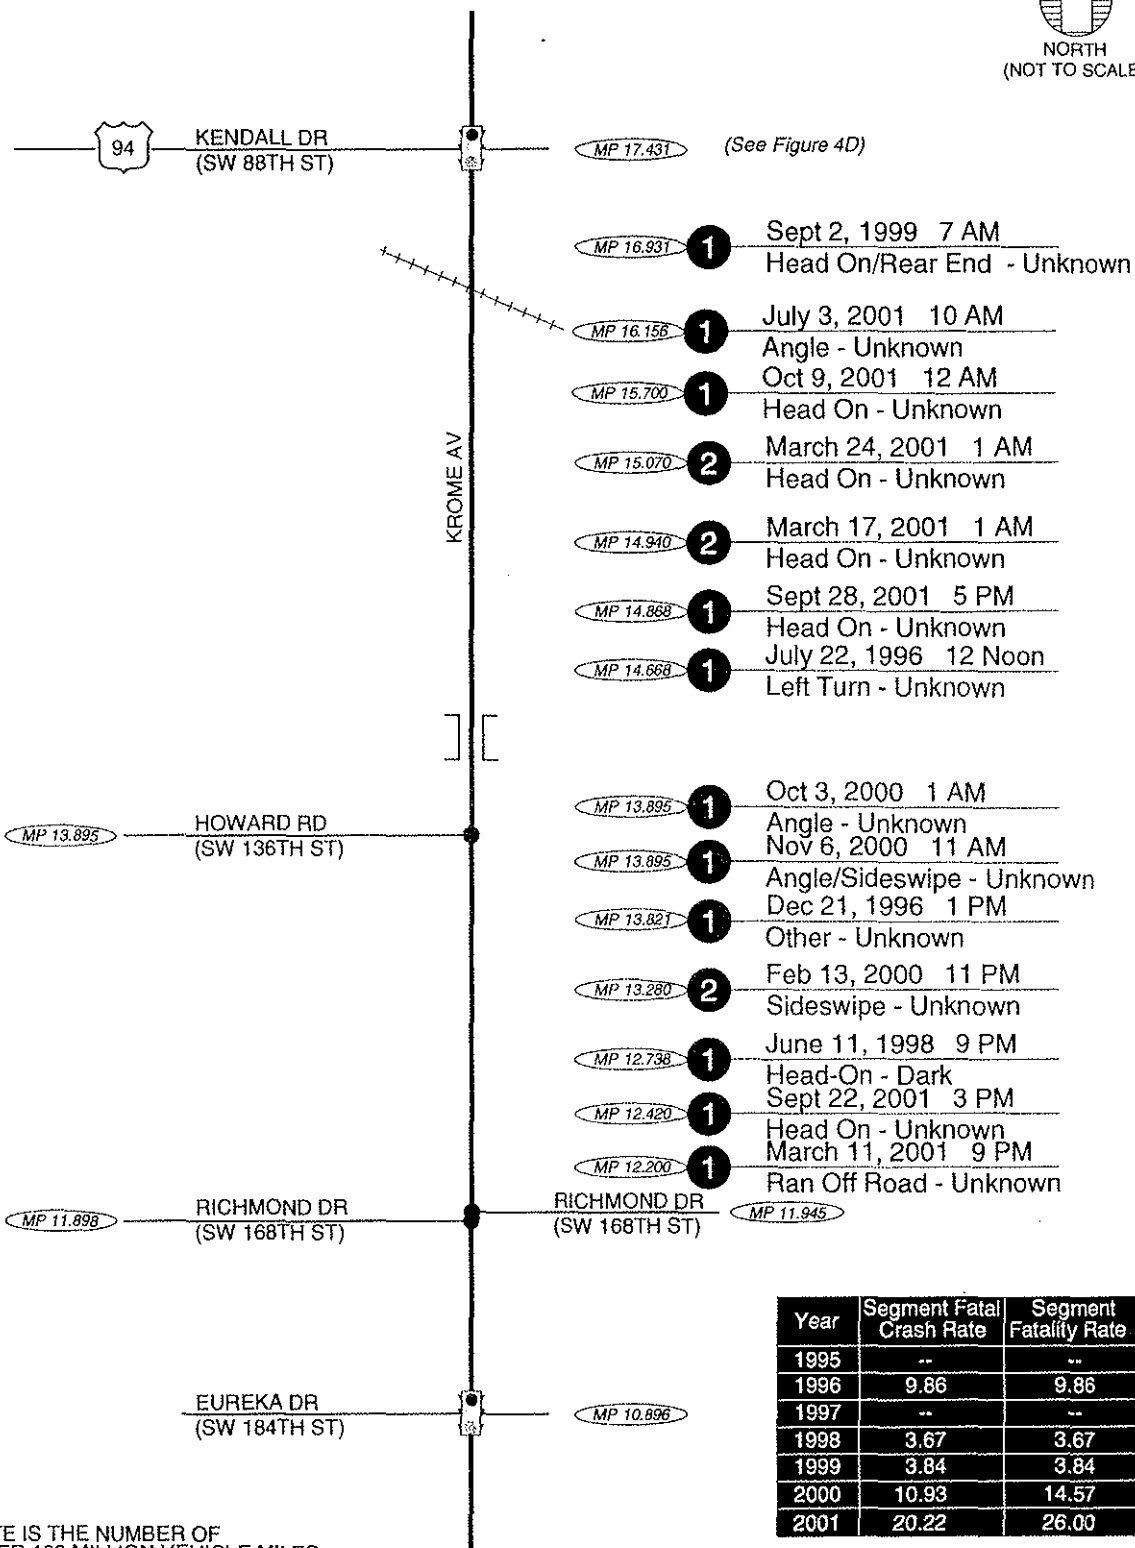 NORTH
(NOT TO SCALE
94
KENDALL DR
(SW 88TH ST)
MP 17.431
(See Figure 4D)
MP 16.931
1
Sept 2, 1999 7 AM
Head On/Rear End - Unknown
MP 16.156
1
July 3, 2001 10 AM
Angle - Unknown
MP 15.700
1
Oct 9, 2001 12 AM
Head On - Unknown
KROME AV
MP 15.070
2
March 24, 2001 1 AM
Head On - Unknown
MP 14.940
2
March 17, 2001 1 AM
Head On - Unknown
MP 14.868
1
Sept 28, 2001 5 PM
Head On - Unknown
MP 14.668
1
July 22, 1996 12 Noon
Left Turn - Unknown
MP 13.895
HOWARD RD
(SW 136TH ST)
MP 13.895
1
Oct 3, 2000 1 AM
Angle - Unknown
MP 13.895
1
Nov 6, 2000 11 AM
Angle/Sideswipe - Unknown
MP 13.821
1
Dec 21, 1996 1 PM
Other - Unknown
MP 13.280
2
Feb 13, 2000 11 PM
Sideswipe - Unknown
MP 12.738
1
June 11, 1998 9 PM
Head-On - Dark
MP 12.420
1
Sept 22, 2001 3 PM
Head On - Unknown
MP 12.200
1
March 11, 2001 9 PM
Ran Off Road - Unknown
MP 11.898
RICHMOND DR
(SW 168TH ST)
RICHMOND DR
(SW 168TH ST)
MP 11.945
EUREKA DR
(SW 184TH ST)
MP 10.896
Year Segment Fatal Crash Rate Segment Fatality Rate
1995 -- --
1996 9.86 9.86
1997 -- --
1998 3.67 3.67
1999 3.84 3.84
2000 10.93 14.57
2001 20.22 26.00
TE IS THE NUMBER OF